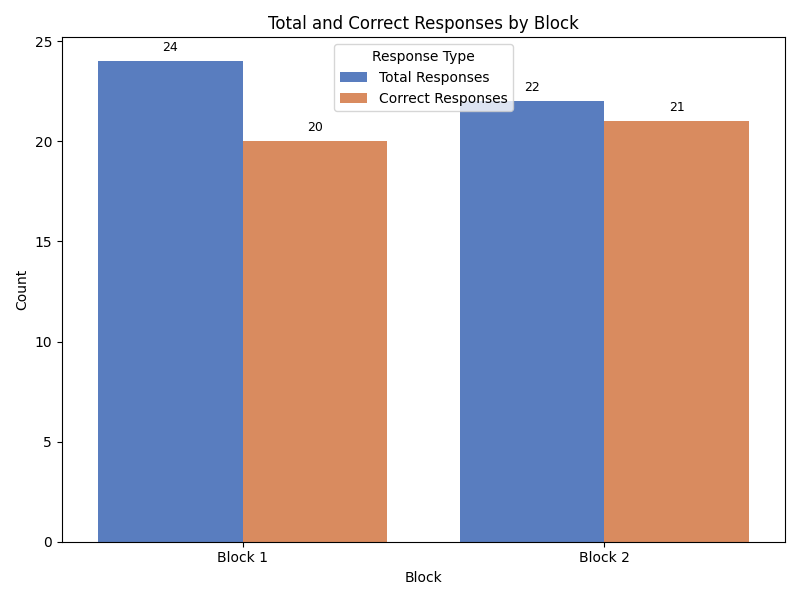 Total and Correct Responses by Block
Response Type
Total Responses
Correct Responses
24
20
22
21
25
20
15
10
5
0
Count
Block 1
Block 2
Block